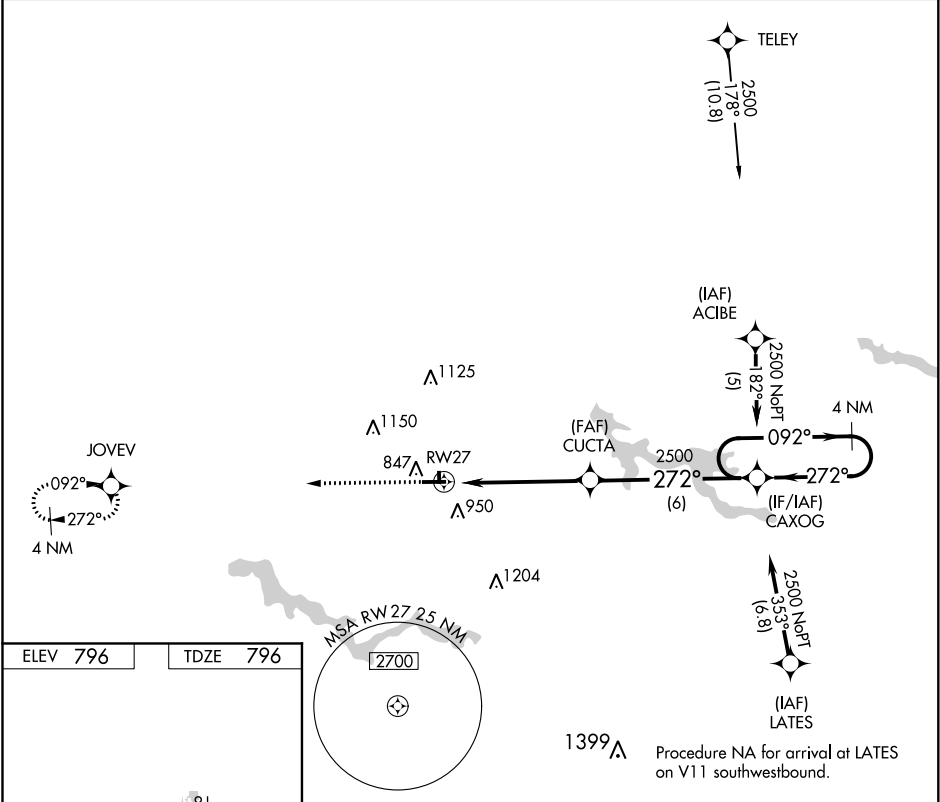 TELEY
2500
178°
(10.8)
(IAF)
ACIBE
2500 NoPT
182°
(5)
4 NM
092°
272°
(IF/IAF)
CAXOG
(FAF)
CUCTA
2500
272°
(6)
1125
1150
847
RW27
950
1204
JOVEV
092°
272°
4 NM
2500 NoPT
353°
(6.8)
(IAF)
LATES
MSA RW27 25 NM
2700
1399
Procedure NA for arrival at LATES
on V11 southwestbound.
ELEV 796
TDZE 796